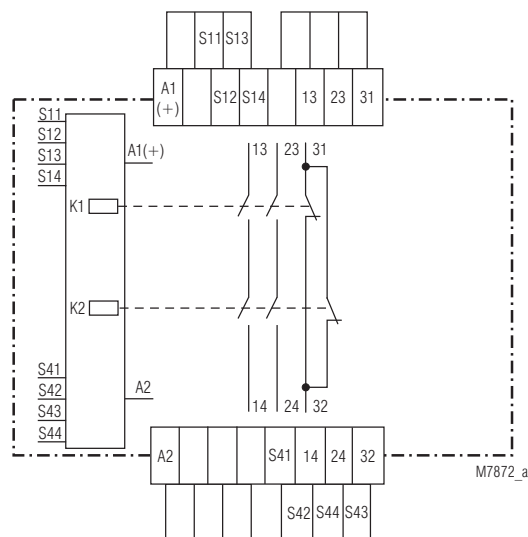 S11 S13
A1 (+) S12 S14 13 23 31
S11
S12
S13
S14
A1(+)
13 23 31
K1
K2
S41
S42
S43
S44
A2
14 24 32
A2 S41 14 24 32
M7872_a
S42 S44 S43